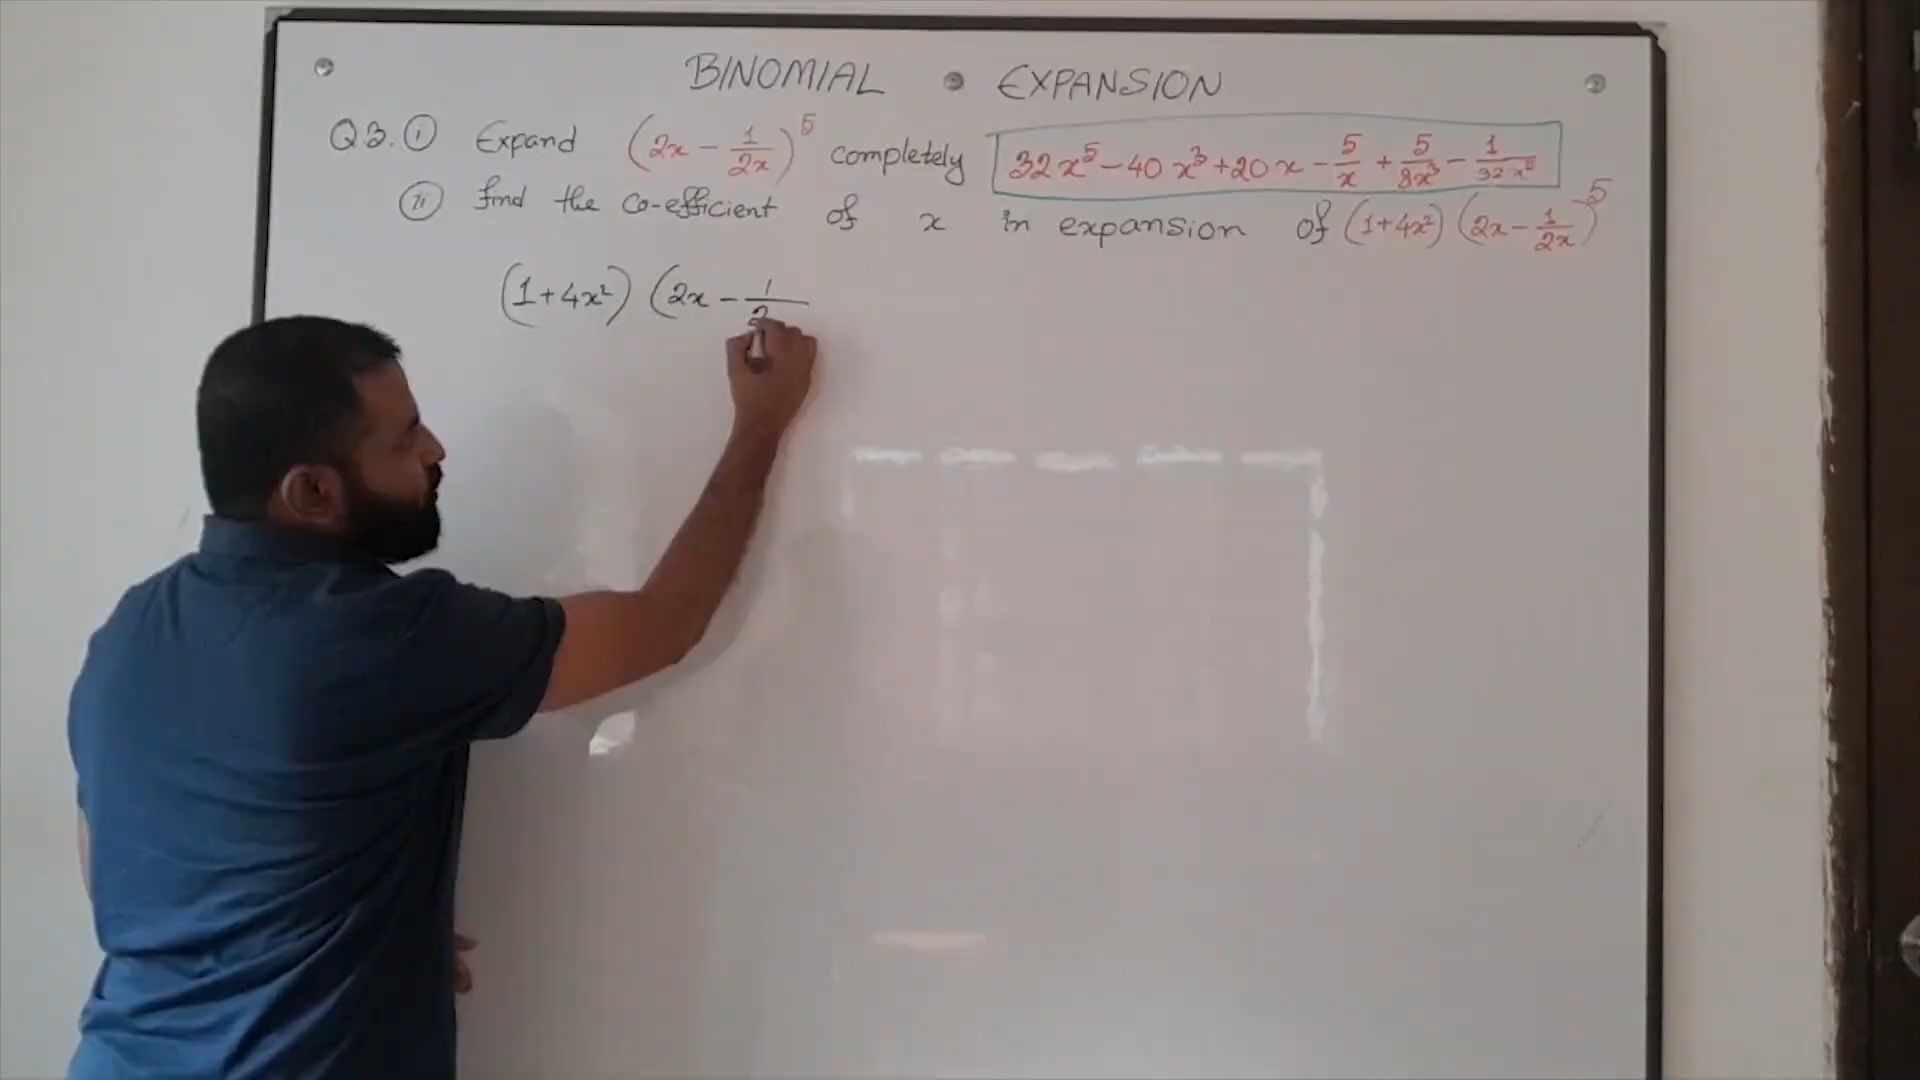 BINOMIAL EXPANSION
Q3. (i) Expand (2x - 1/2x)^5 completely 32x^5 - 40x^3 + 20x - 5/x + 5/8x^3 - 1/32x^5
(ii) find the co-efficient of x in expansion of (1+4x²) (2x - 1/2x)^5
(1+4x²) (2x - 1/2